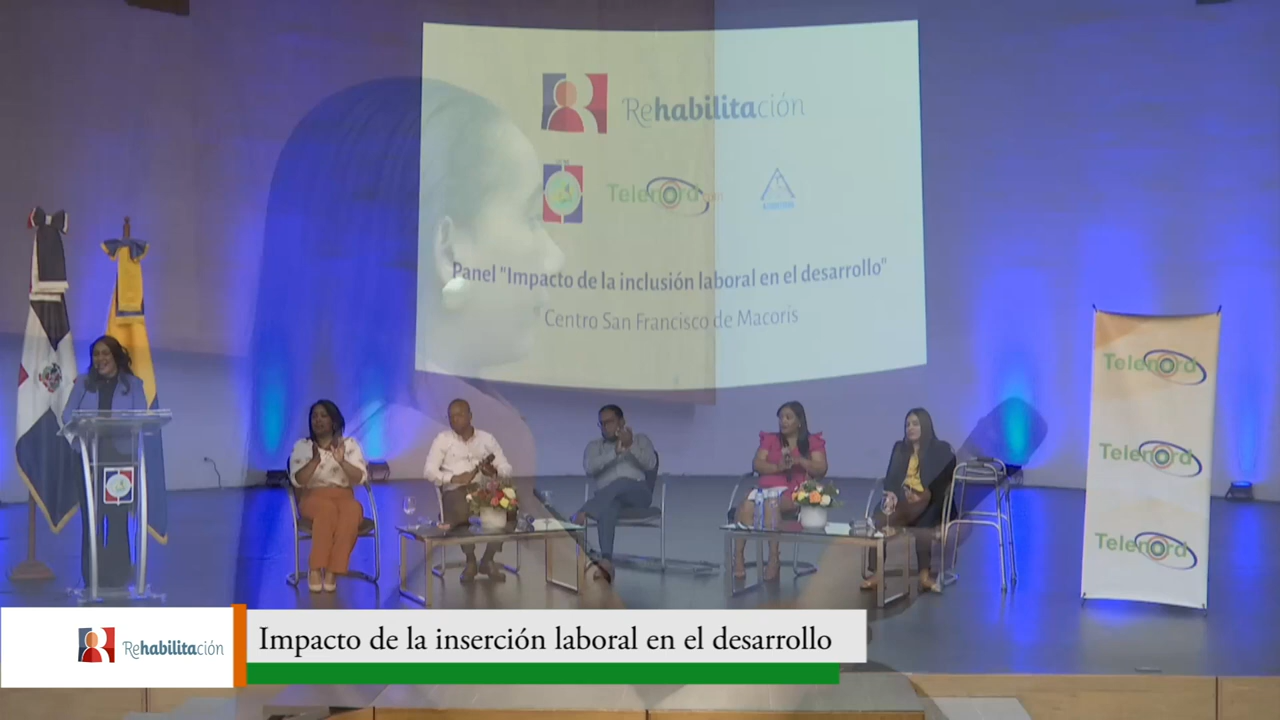 Rehabilitación
Telenord
Panel "Impacto de la inclusión laboral en el desarrollo"
Centro San Francisco de Macoris
Telenord
Telenord
Telenord
Rehabilitación
Impacto de la inserción laboral en el desarrollo